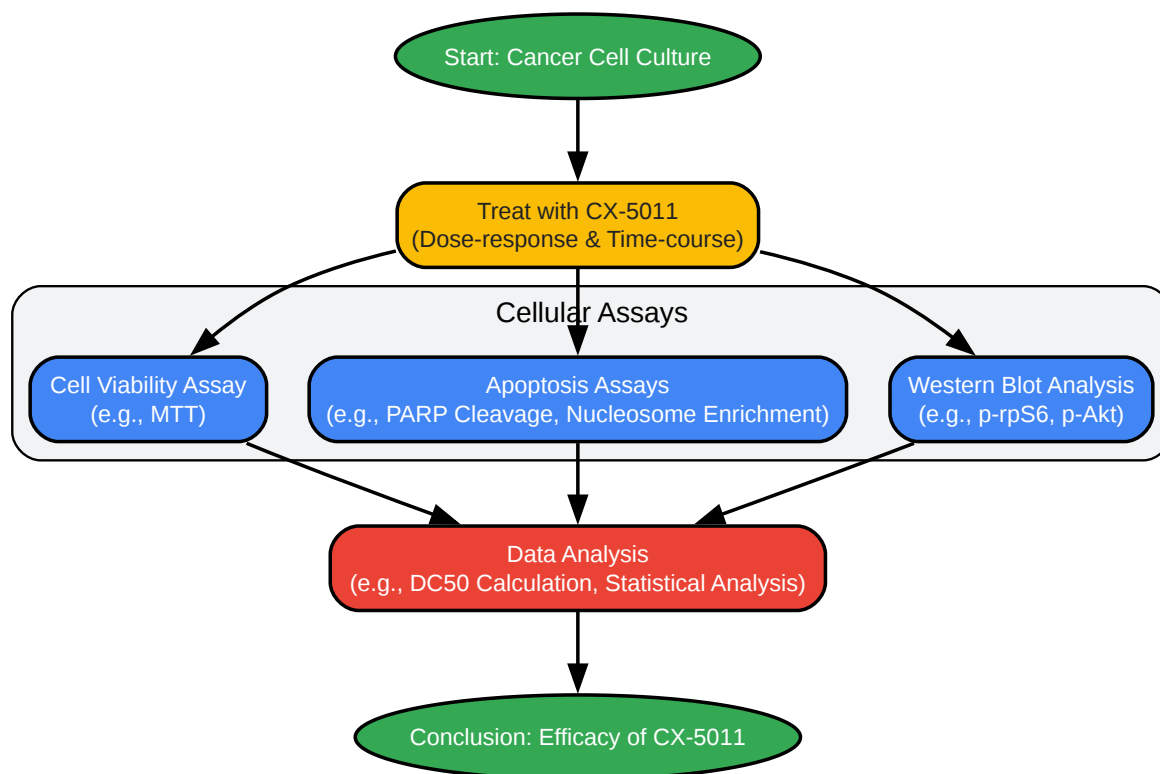 Start: Cancer Cell Culture
Treat with CX-5011
(Dose-response & Time-course)
Cellular Assays
Cell Viability Assay
(e.g., MTT)
Apoptosis Assays
(e.g., PARP Cleavage, Nucleosome Enrichment)
Western Blot Analysis
(e.g., p-rpS6, p-Akt)
Data Analysis
(e.g., DC50 Calculation, Statistical Analysis)
Conclusion: Efficacy of CX-5011